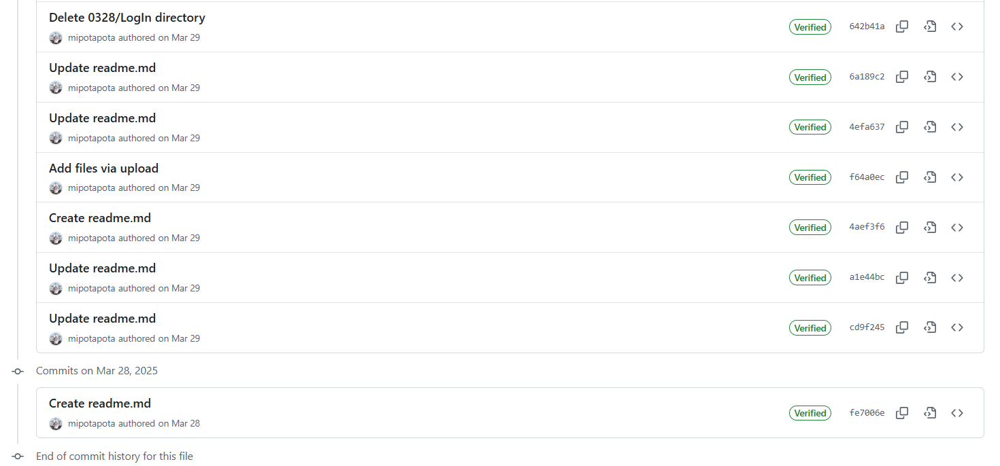 Delete 0328/LogIn directory
mipotapota authored on Mar 29
Verified 642b41a
Update readme.md
mipotapota authored on Mar 29
Verified 6a189c2
Update readme.md
mipotapota authored on Mar 29
Verified 4efa637
Add files via upload
mipotapota authored on Mar 29
Verified f64a0ec
Create readme.md
mipotapota authored on Mar 29
Verified 4aef3f6
Update readme.md
mipotapota authored on Mar 29
Verified a1e44bc
Update readme.md
mipotapota authored on Mar 29
Verified cd9f245
Commits on Mar 28, 2025
Create readme.md
mipotapota authored on Mar 28
Verified fe7006e
End of commit history for this file